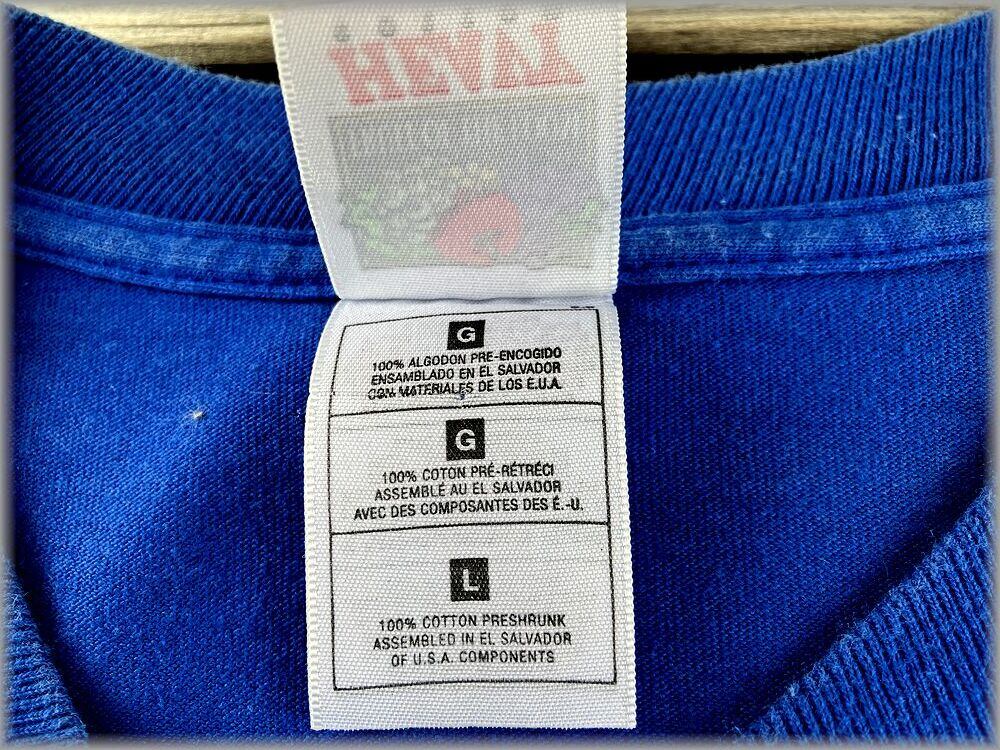 HEVAY
G
100% ALGODON PRE-ENCOGIDO
ENSAMBLADO EN EL SALVADOR
CON MATERIALES DE LOS E.U.A.
G
100% COTON PRÉ-RÉTRÉCI
ASSEMBLÉ AU EL SALVADOR
AVEC DES COMPOSANTES DES É.-U.
L
100% COTTON PRESHRUNK
ASSEMBLED IN EL SALVADOR
OF U.S.A. COMPONENTS